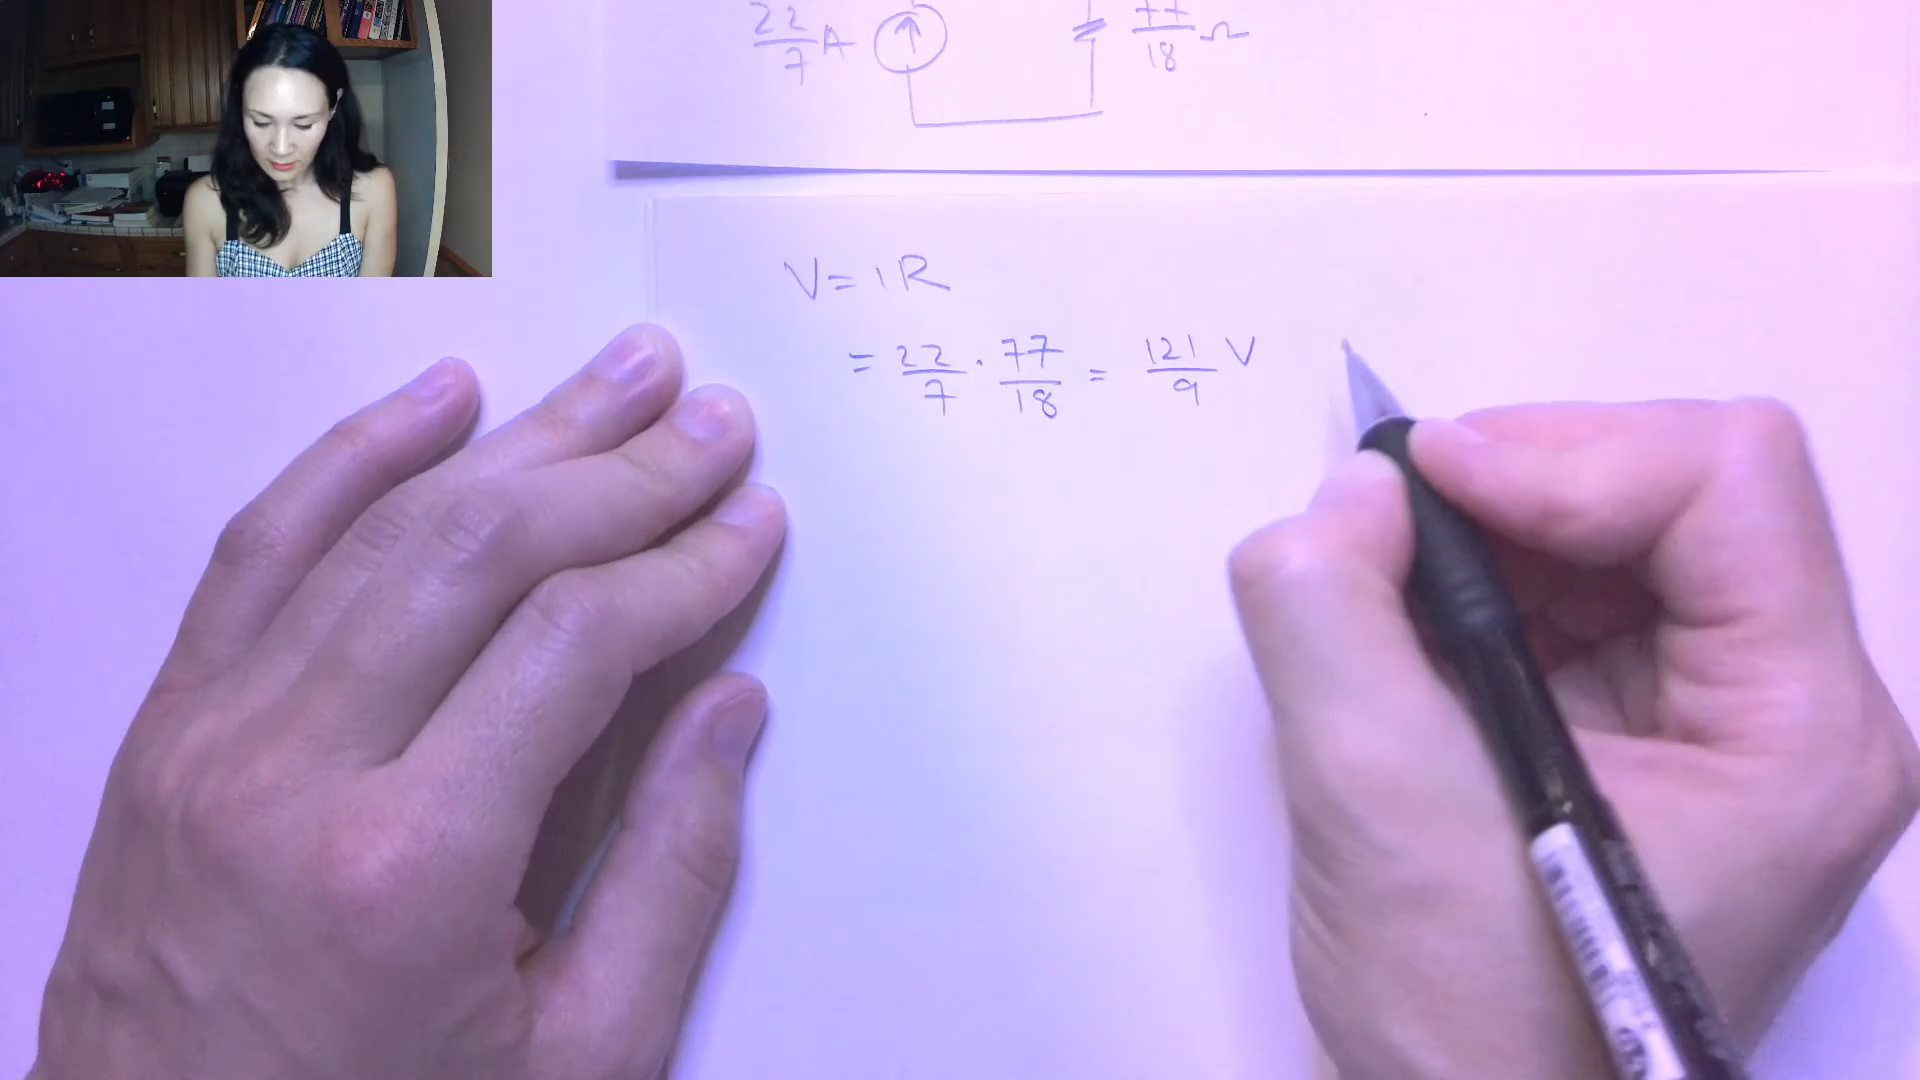 22/7 A 77/18 Ω
V = iR
= 22/7 · 77/18 = 121/9 V